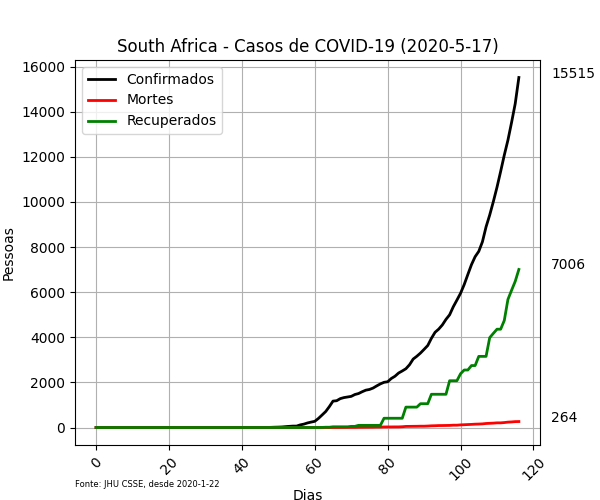 South Africa - Casos de COVID-19 (2020-5-17)
Confirmados
Mortes
Recuperados
Pessoas
16000
14000
12000
10000
8000
6000
4000
2000
0
15515
7006
264
0 20 40 60 80 100 120
Dias
Fonte: JHU CSSE, desde 2020-1-22